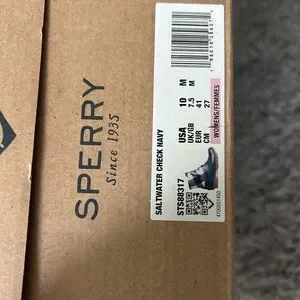 SPERRY
Since 1935
SALTWATER CHECK NAVY
STS88317
USA 10 M
UK/GB 7.5 M
EUR 41
CM 27
WOMENS/FEMMES